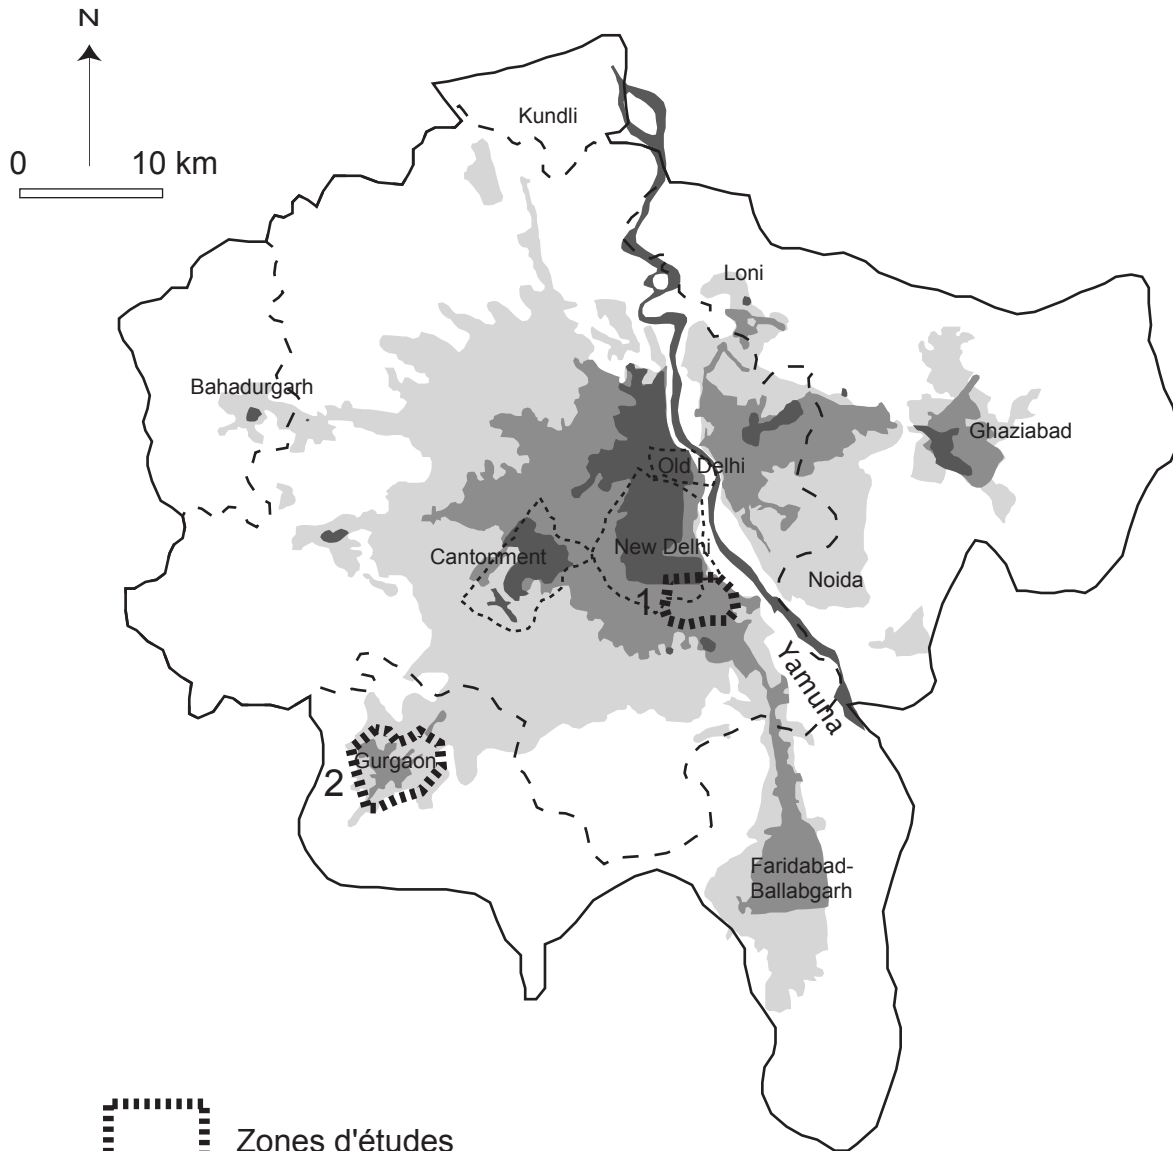 N
0 10 km
Kundli
Loni
Bahadurgarh
Ghaziabad
Old Delhi
Cantonment
New Delhi
Noida
1
Yamuna
Gurgaon
2
Faridabad-
Ballabgarh
Zones d'études